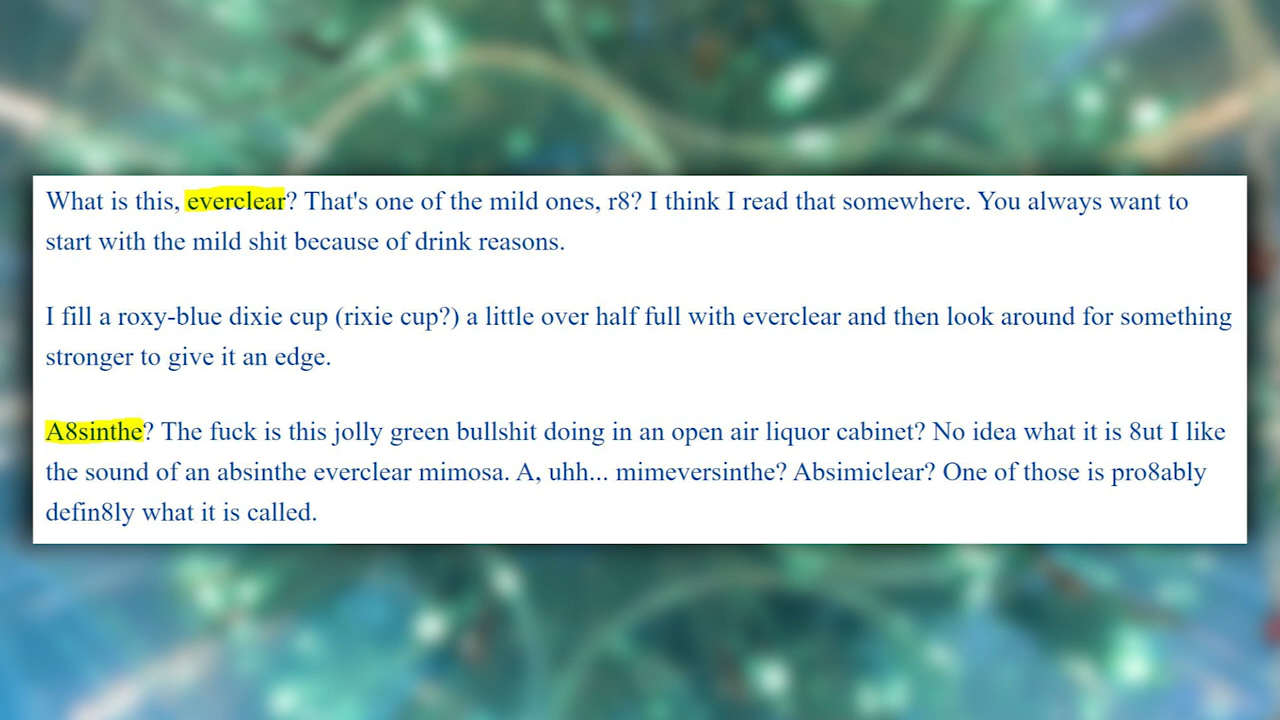 What is this, everclear? That's one of the mild ones, r8? I think I read that somewhere. You always want to
start with the mild shit because of drink reasons.
I fill a roxy-blue dixie cup (rixie cup?) a little over half full with everclear and then look around for something
stronger to give it an edge.
A8sinthe? The fuck is this jolly green bullshit doing in an open air liquor cabinet? No idea what it is 8ut I like
the sound of an absinthe everclear mimosa. A, uhh... mimeversinthe? Absimiclear? One of those is pro8ably
defin8ly what it is called.